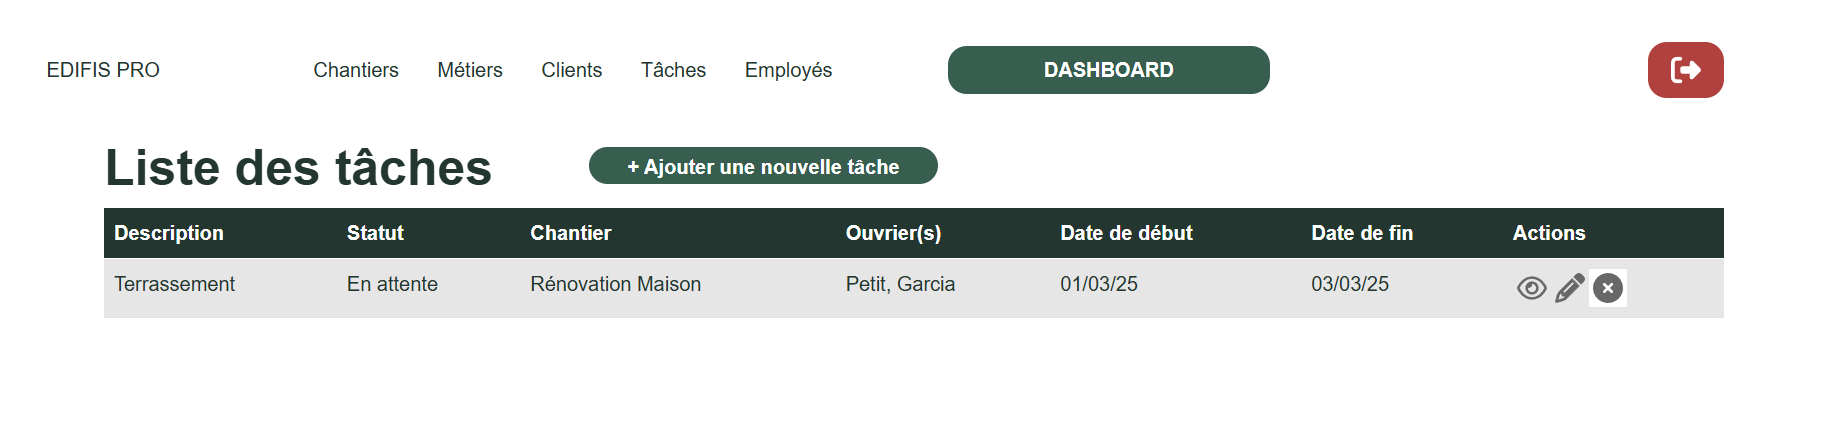 EDIFIS PRO Chantiers Métiers Clients Tâches Employés DASHBOARD
Liste des tâches + Ajouter une nouvelle tâche
Description Statut Chantier Ouvrier(s) Date de début Date de fin Actions
Terrassement En attente Rénovation Maison Petit, Garcia 01/03/25 03/03/25